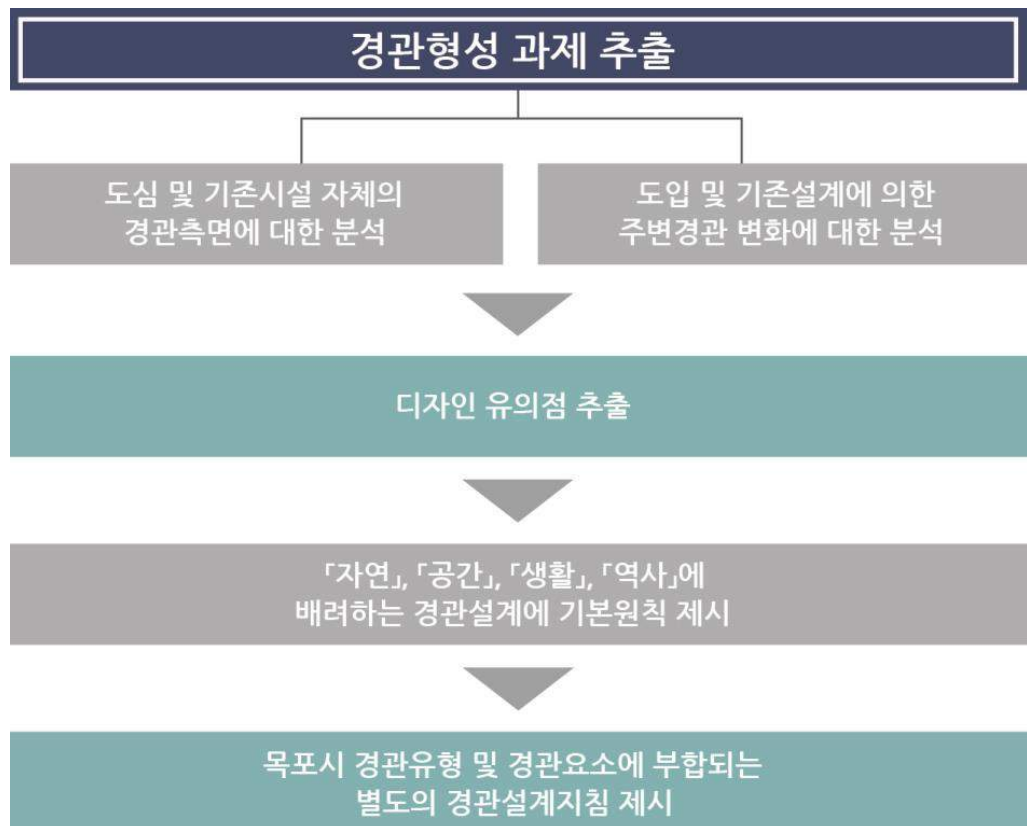 경관형성 과제 추출
도심 및 기존시설 자체의
경관측면에 대한 분석
도입 및 기존설계에 의한
주변경관 변화에 대한 분석
디자인 유의점 추출
「자연」, 「공간」, 「생활」, 「역사」에
배려하는 경관설계에 기본원칙 제시
목포시 경관유형 및 경관요소에 부합되는
별도의 경관설계지침 제시